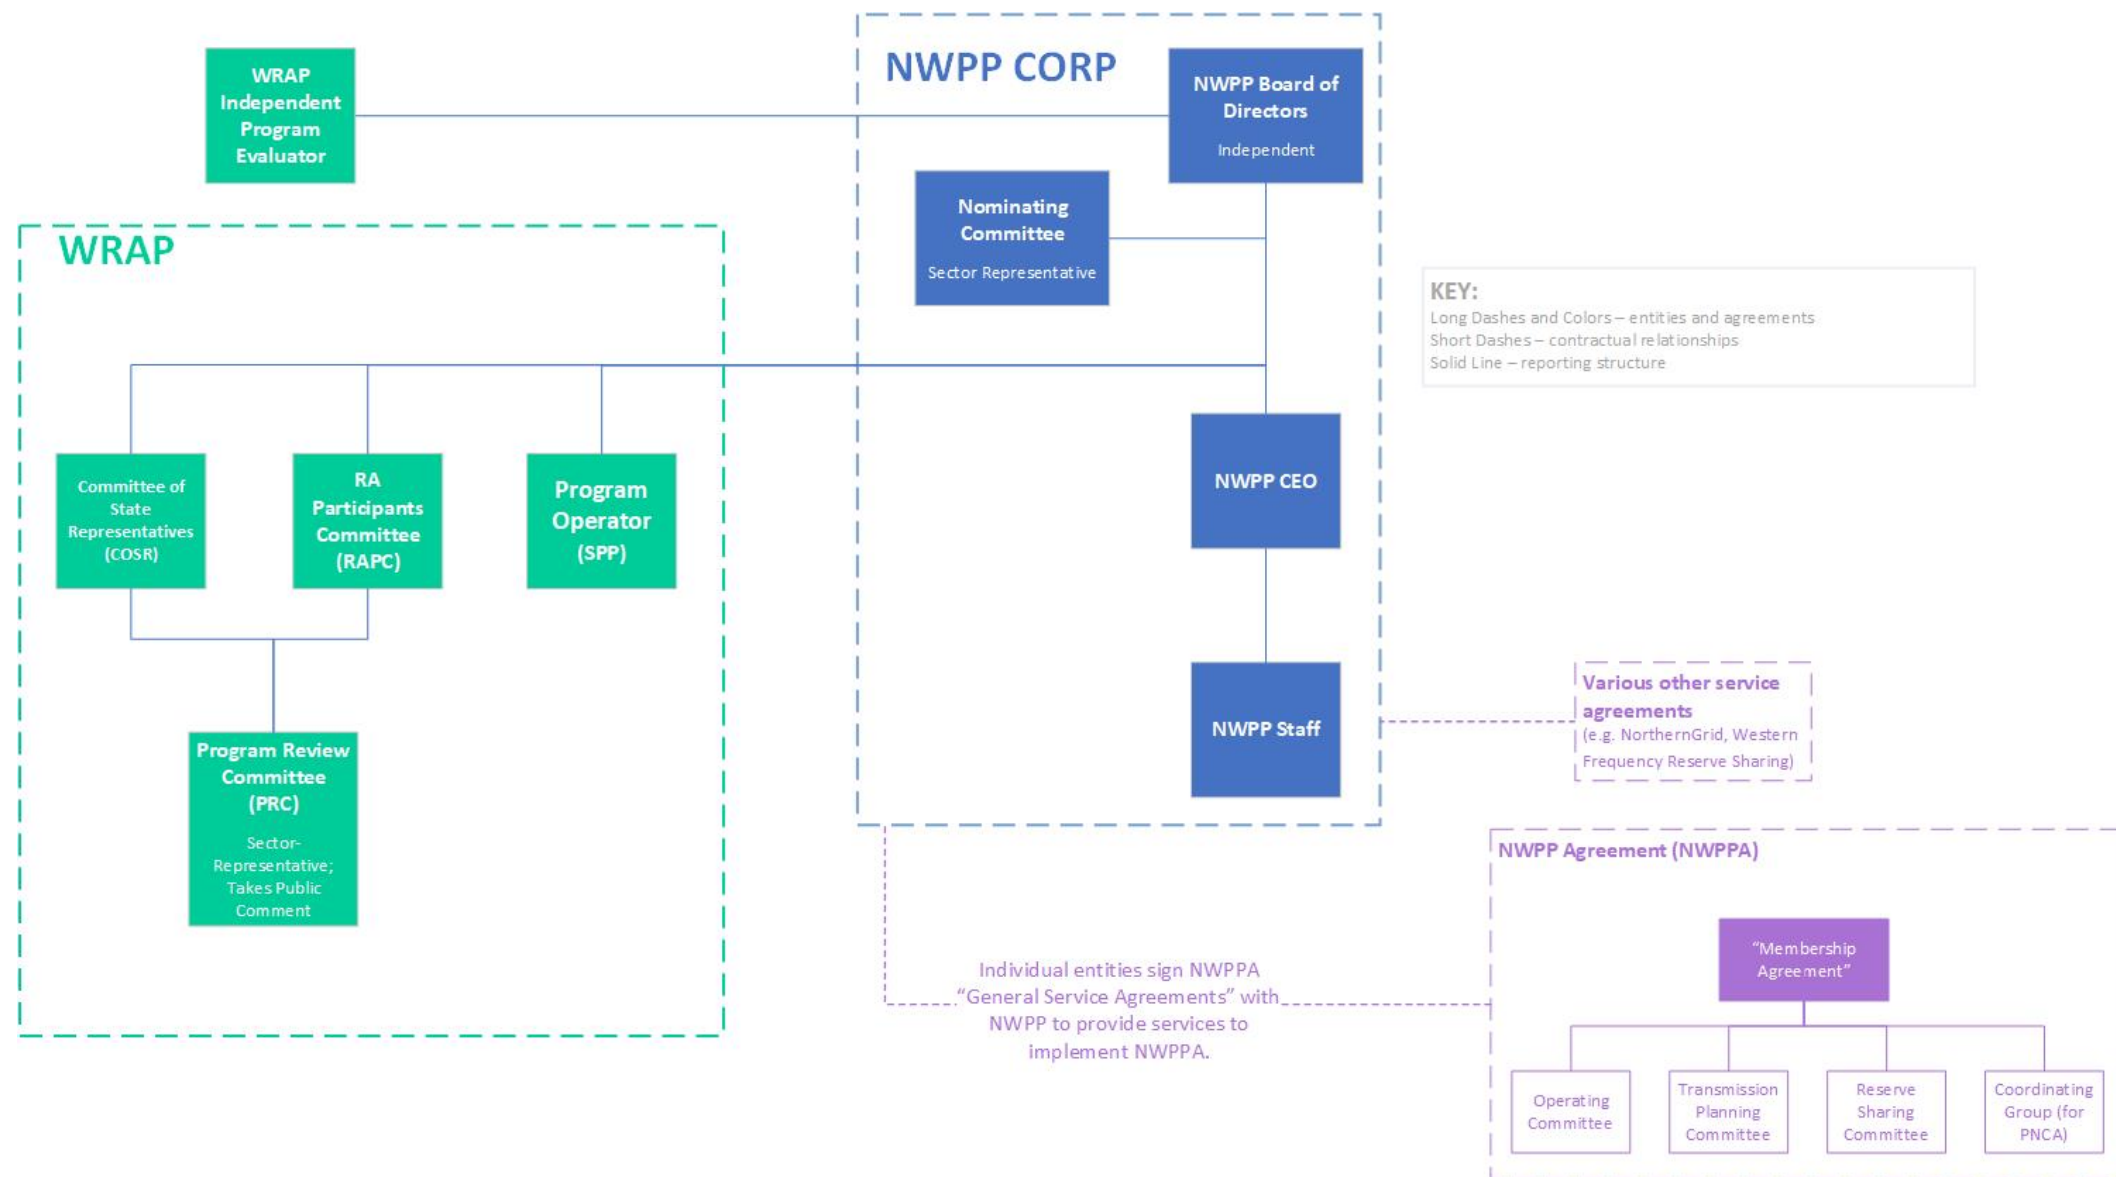 WRAP
Independent
Program
Evaluator
NWPP CORP
NWPP Board of
Directors
Independent
Nominating
Committee
Sector Representative
WRAP
KEY:
Long Dashes and Colors – entities and agreements
Short Dashes – contractual relationships
Solid Line – reporting structure
Committee of
State
Representatives
(COSR)
RA
Participants
Committee
(RAPC)
Program
Operator
(SPP)
NWPP CEO
Program Review
Committee
(PRC)
Sector-
Representative;
Takes Public
Comment
NWPP Staff
Various other service
agreements
(e.g. NorthernGrid, Western
Frequency Reserve Sharing)
Individual entities sign NWPPA
“General Service Agreements” with
NWPP to provide services to
implement NWPPA.
NWPP Agreement (NWPPA)
“Membership
Agreement”
Operating
Committee
Transmission
Planning
Committee
Reserve
Sharing
Committee
Coordinating
Group (for
PNCA)